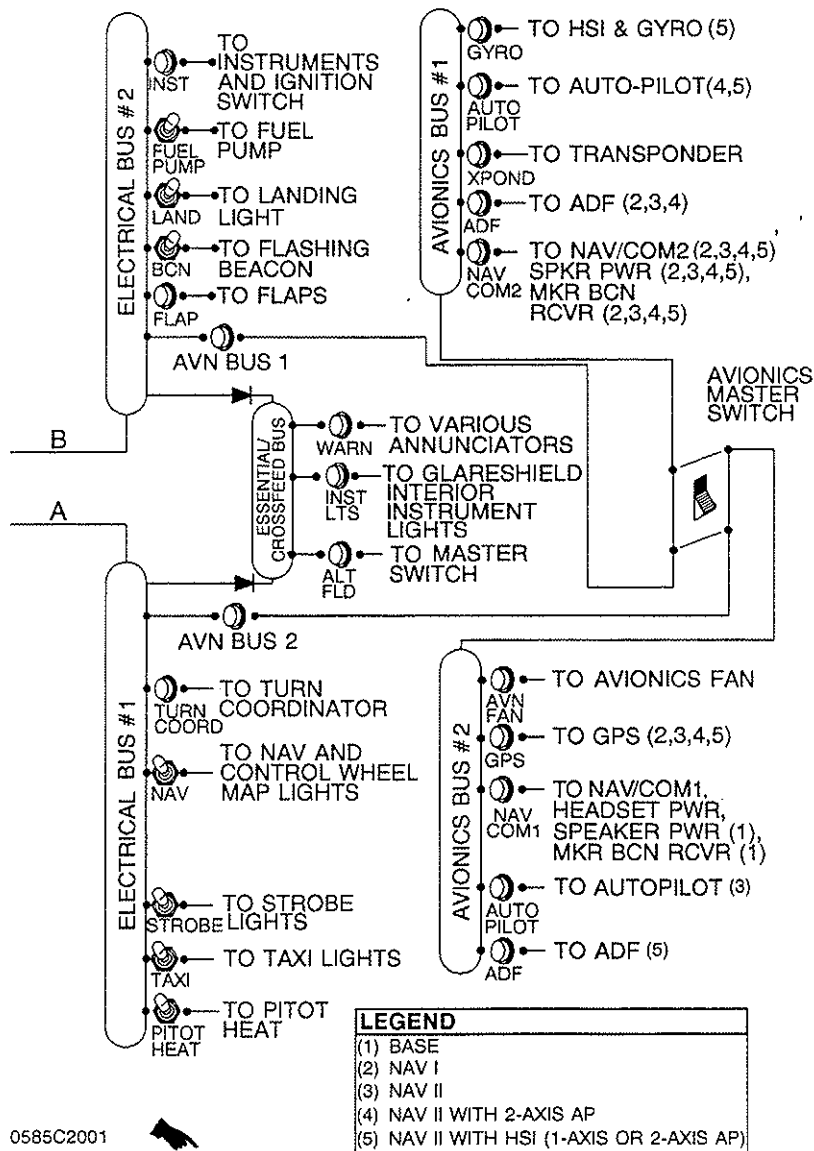 ELECTRICAL BUS #2
INST
TO
INSTRUMENTS
AND IGNITION
SWITCH
FUEL
PUMP
TO FUEL
PUMP
LAND
TO LANDING
LIGHT
BCN
TO FLASHING
BEACON
FLAP
TO FLAPS
AVN BUS 1
AVIONICS BUS #1
GYRO
TO HSI & GYRO (5)
AUTO
PILOT
TO AUTO-PILOT(4,5)
XPOND
TO TRANSPONDER
ADF
TO ADF (2,3,4)
NAV
COM2
TO NAV/COM2 (2,3,4,5)
SPKR PWR (2,3,4,5),
MKR BCN
RCVR (2,3,4,5)
AVIONICS
MASTER
SWITCH
B
A
ESSENTIAL/
CROSSFEED BUS
WARN
TO VARIOUS
ANNUNCIATORS
INST
LTS
TO GLARESHIELD
INTERIOR
INSTRUMENT
LIGHTS
ALT
FLD
TO MASTER
SWITCH
ELECTRICAL BUS #1
AVN BUS 2
TURN
COORD
TO TURN
COORDINATOR
NAV
TO NAV AND
CONTROL WHEEL
MAP LIGHTS
STROBE
TO STROBE
LIGHTS
TAXI
TO TAXI LIGHTS
PITOT
HEAT
TO PITOT
HEAT
AVIONICS BUS #2
AVN
FAN
TO AVIONICS FAN
GPS
TO GPS (2,3,4,5)
NAV
COM1
TO NAV/COM1,
HEADSET PWR,
SPEAKER PWR (1),
MKR BCN RCVR (1)
AUTO
PILOT
TO AUTOPILOT (3)
ADF
TO ADF (5)
LEGEND
(1) BASE
(2) NAV I
(3) NAV II
(4) NAV II WITH 2-AXIS AP
(5) NAV II WITH HSI (1-AXIS OR 2-AXIS AP)
0585C2001